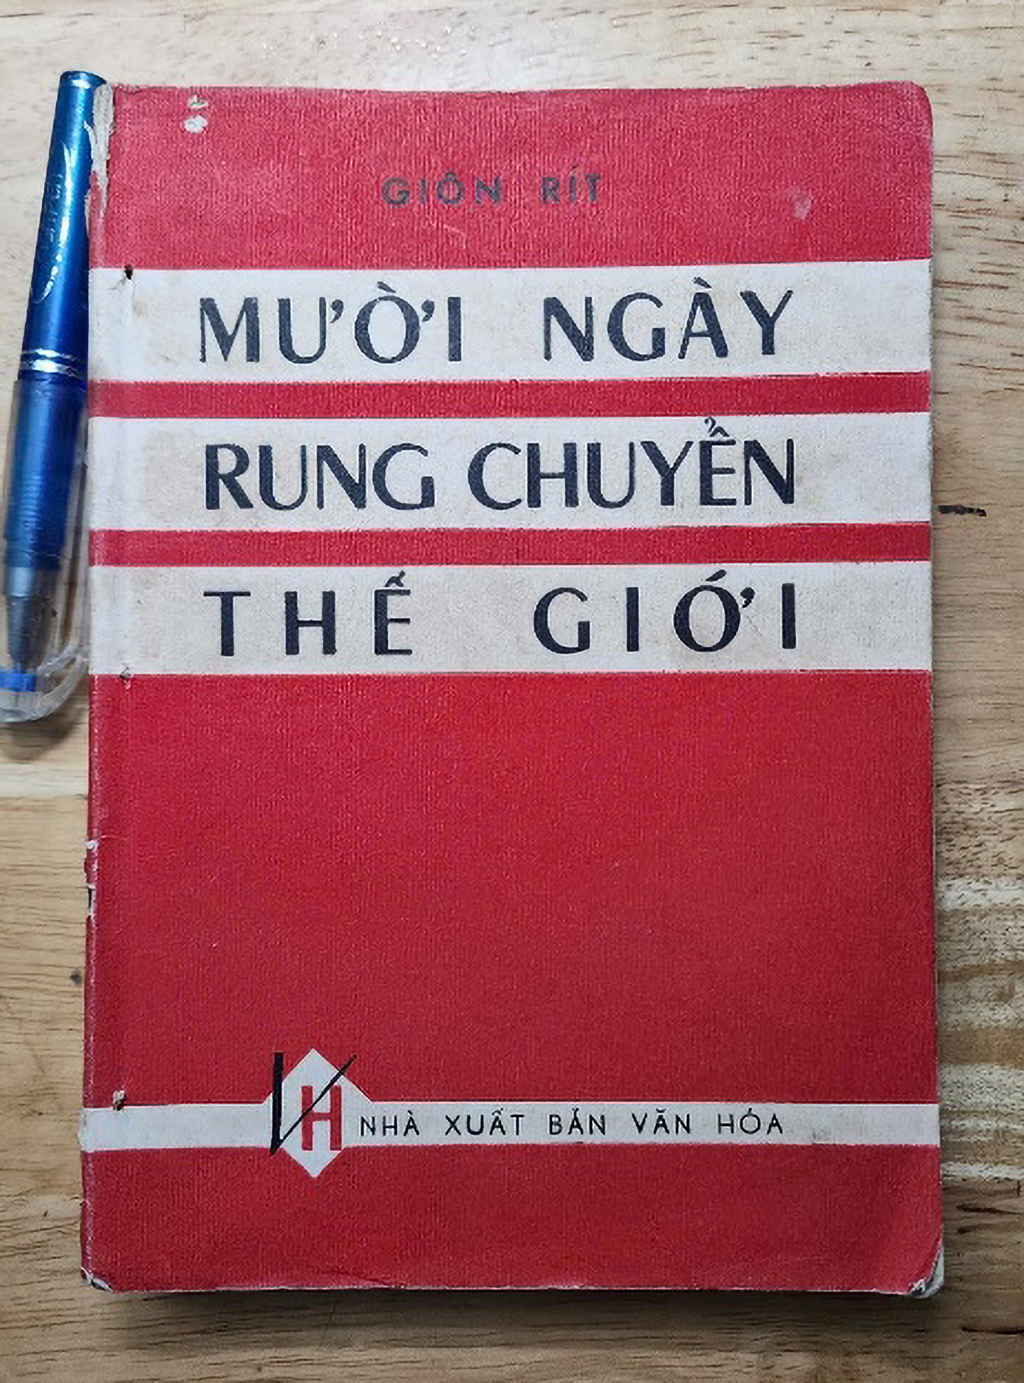 GIÔN RÍT
MƯỜI NGÀY
RUNG CHUYỂN
THẾ GIỚI
VH NHÀ XUẤT BẢN VĂN HÓA